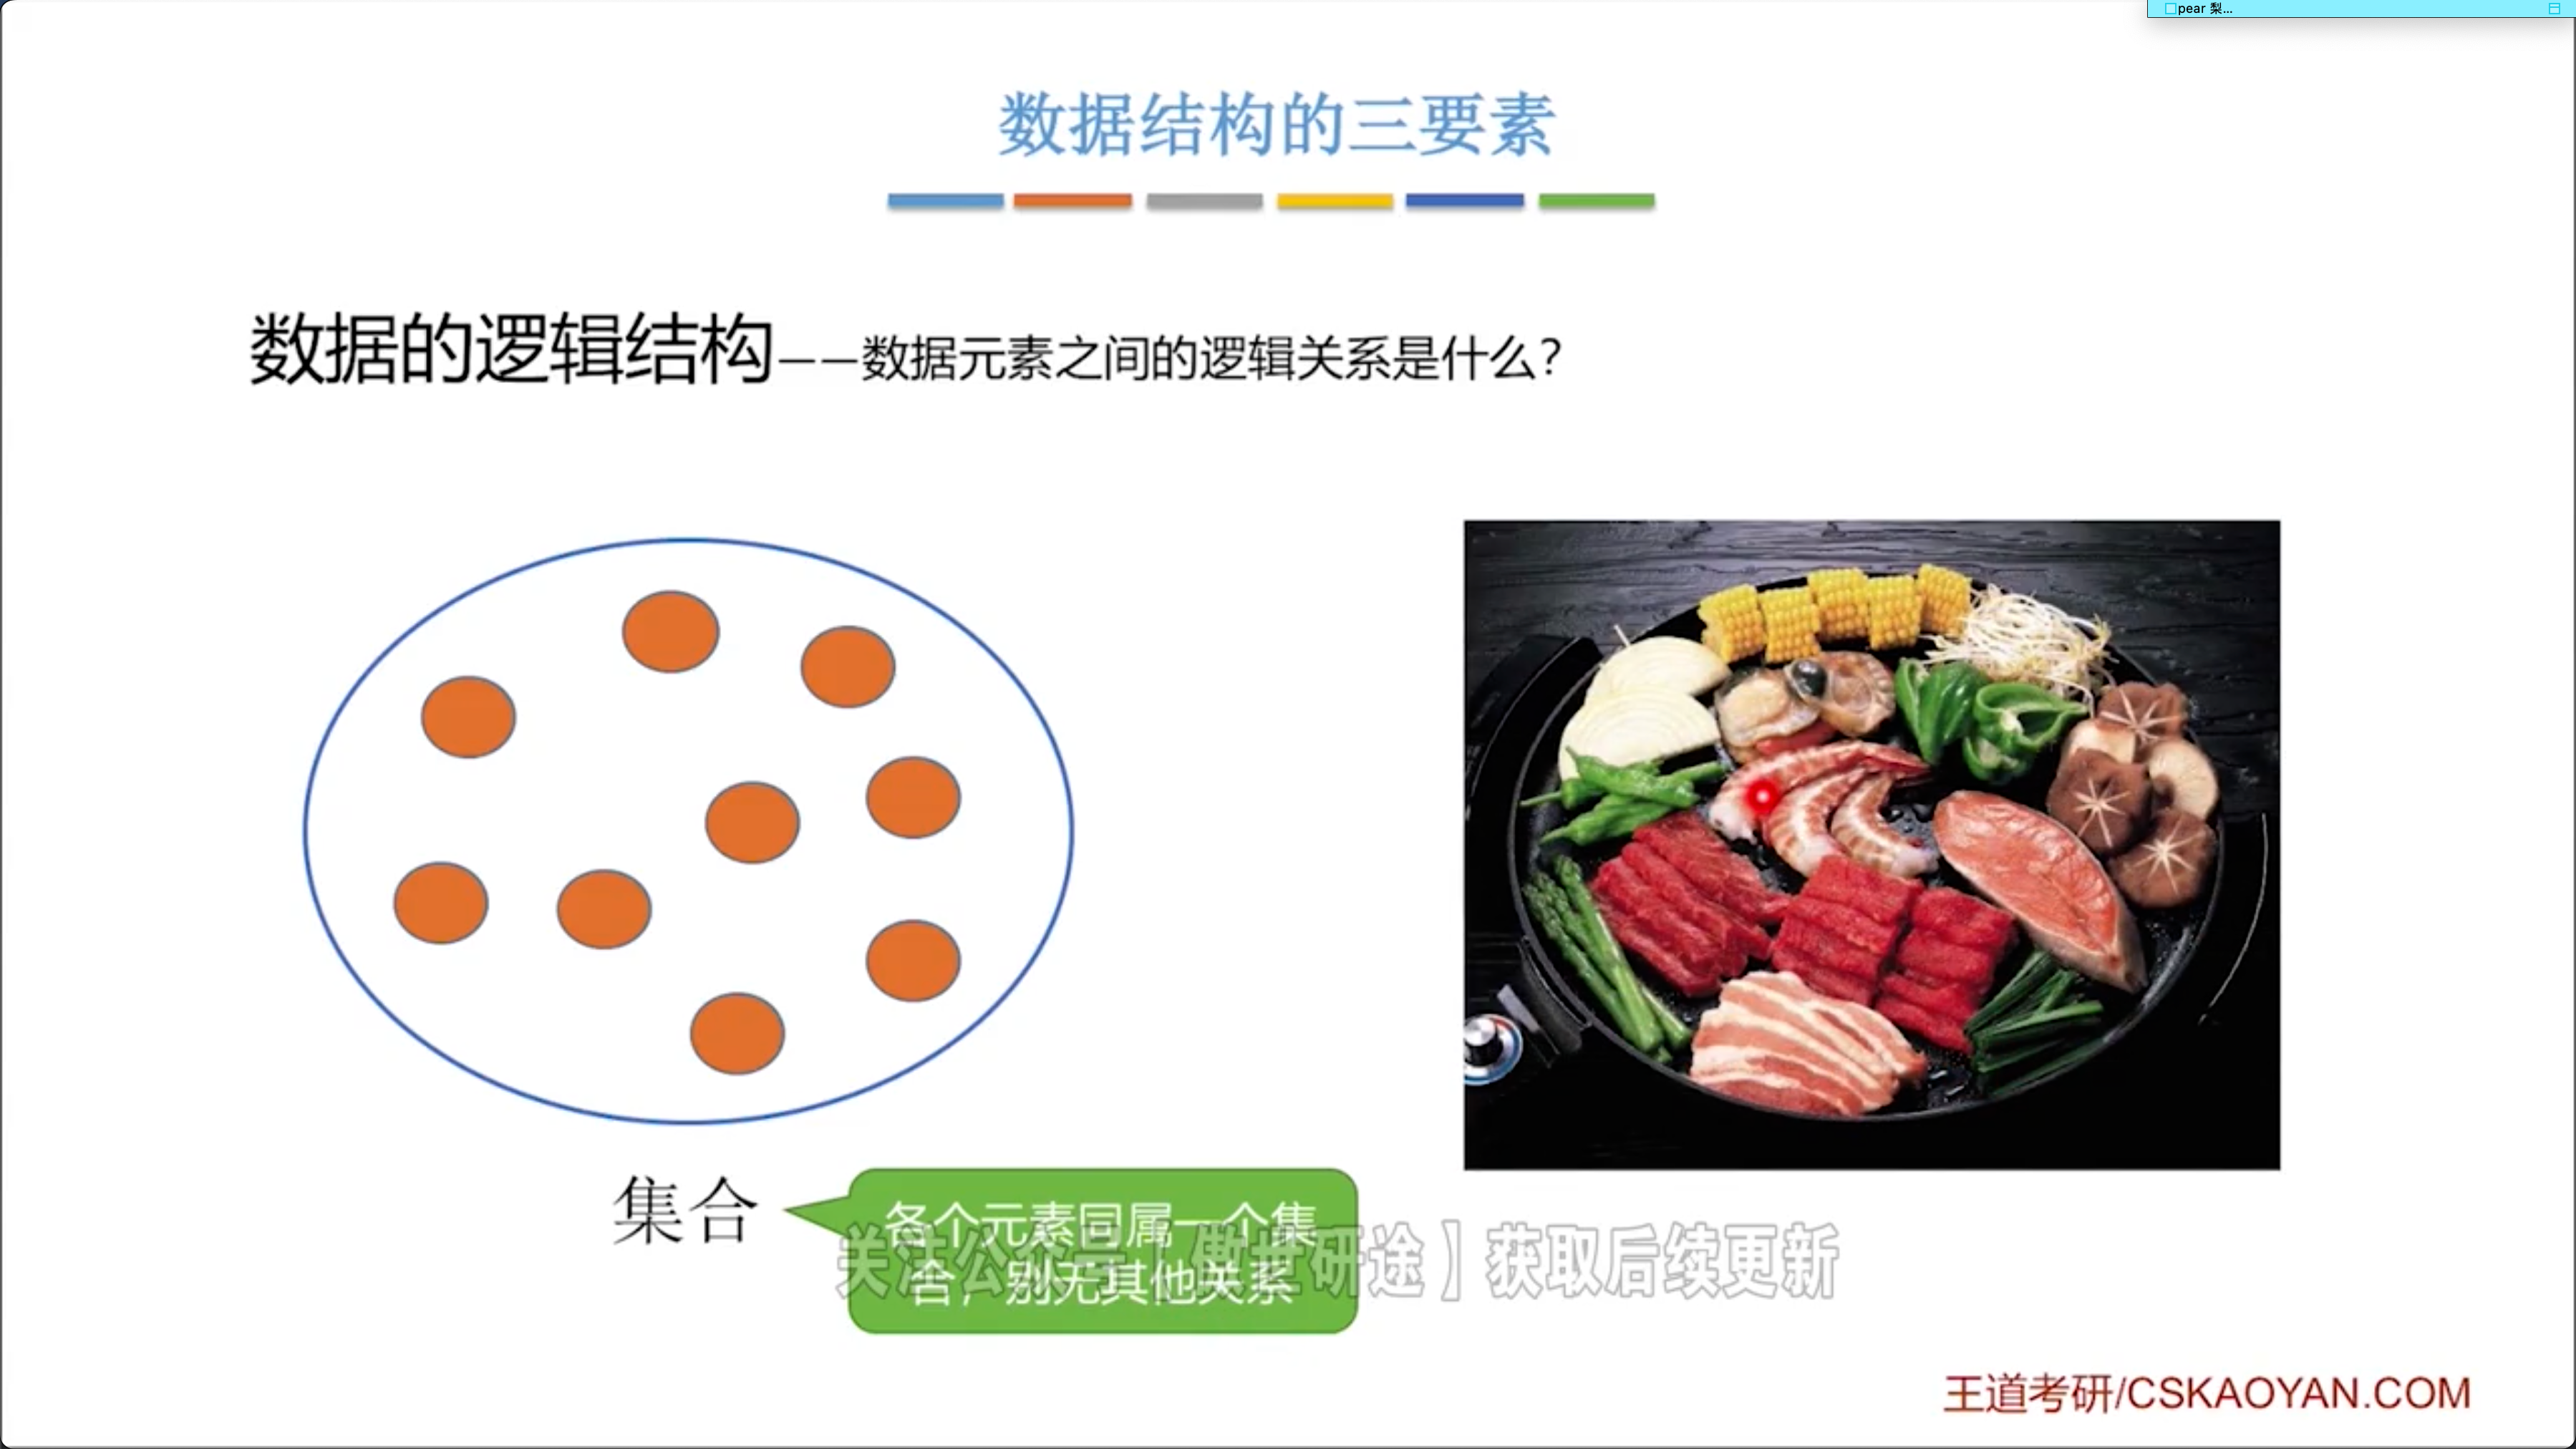 pear 梨...
数据结构的三要素
数据的逻辑结构——数据元素之间的逻辑关系是什么?
集合
各个元素同属一个集
合，别无其他关系
关注公众号【傲世研途】获取后续更新
王道考研/CSKAOYAN.COM